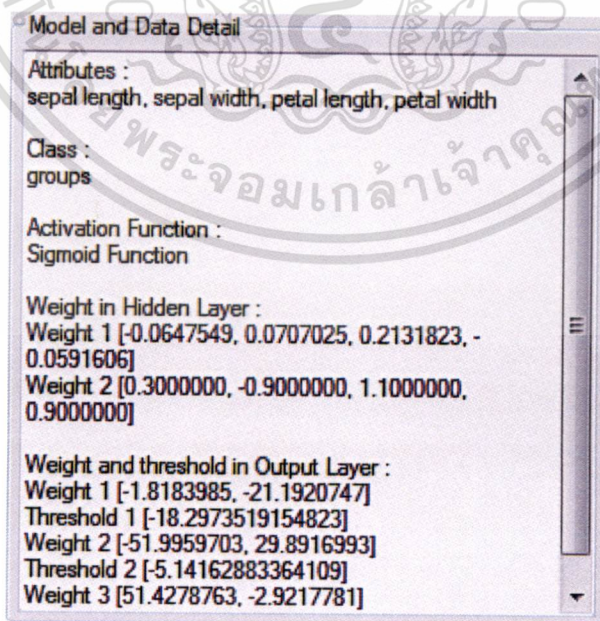 Model and Data Detail
Attributes :
sepal length, sepal width, petal length, petal width
Class :
groups
Activation Function :
Sigmoid Function
Weight in Hidden Layer :
Weight 1 [-0.0647549, 0.0707025, 0.2131823, -
0.0591606]
Weight 2 [0.3000000, -0.9000000, 1.1000000,
0.9000000]
Weight and threshold in Output Layer :
Weight 1 [-1.8183985, -21.1920747]
Threshold 1 [-18.2973519154823]
Weight 2 [-51.9959703, 29.8916993]
Threshold 2 [-5.14162883364109]
Weight 3 [51.4278763, -2.9217781]